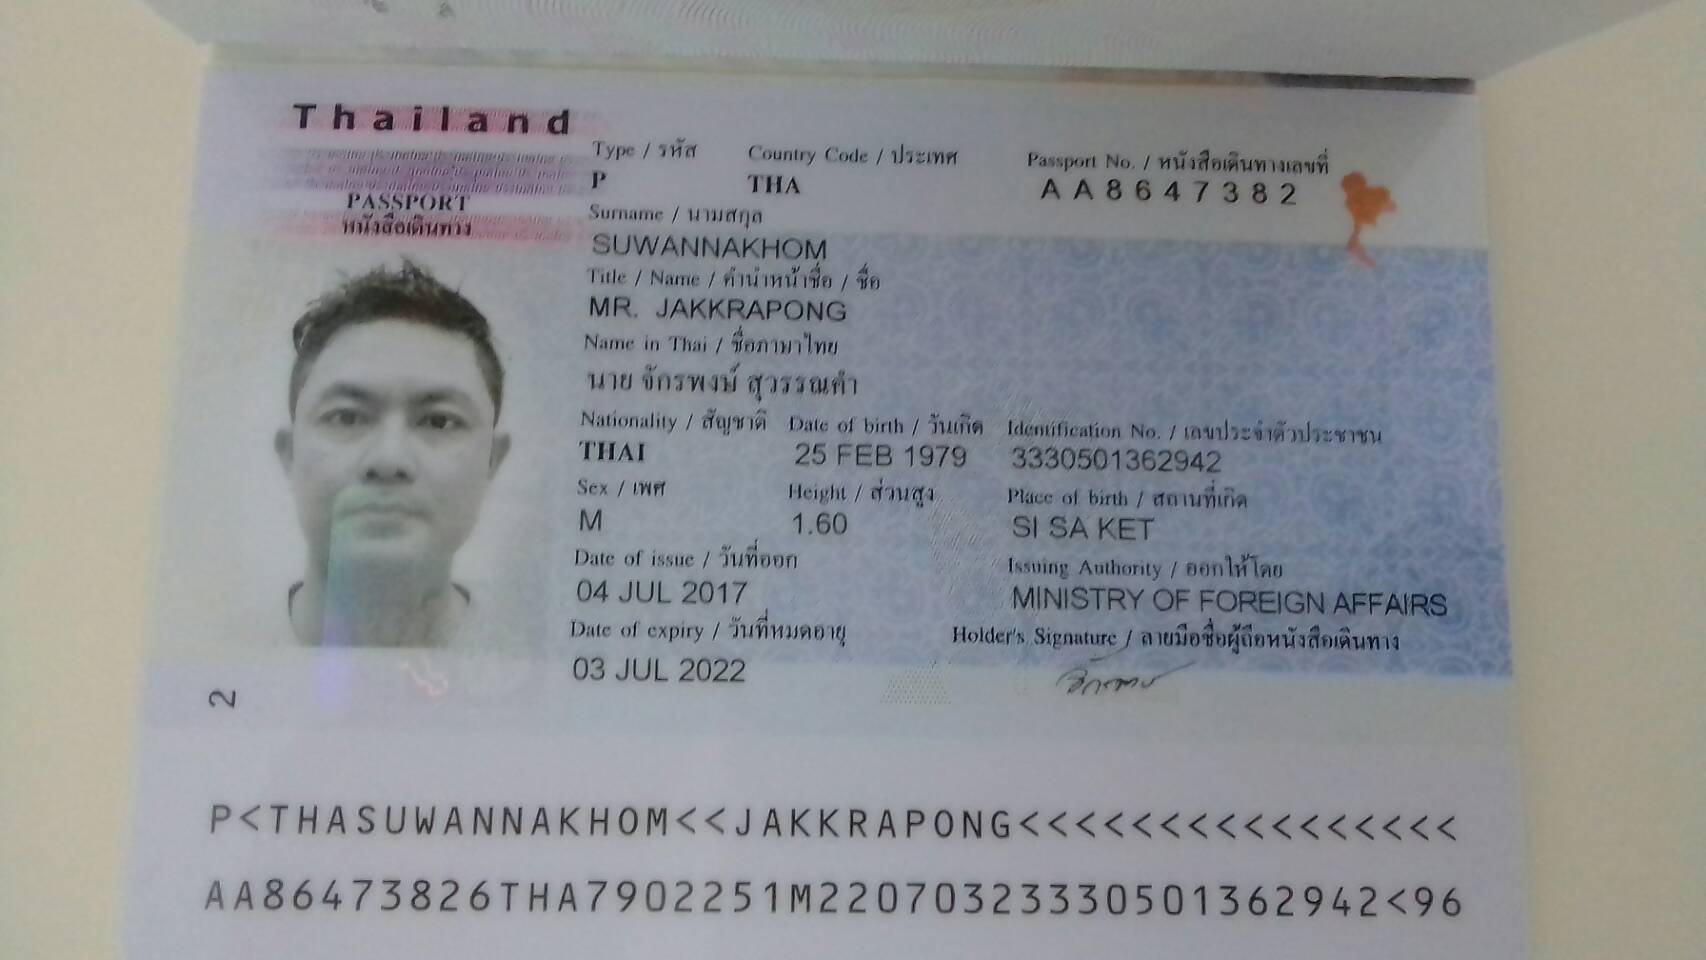 Thailand
PASSPORT
หนังสือเดินทาง
Type / รหัส Country Code / ประเทศ Passport No. / หนังสือเดินทางเลขที่
P THA AA8647382
Surname / นามสกุล
SUWANNAKHOM
Title / Name / คำนำหน้าชื่อ / ชื่อ
MR. JAKKRAPONG
Name in Thai / ชื่อภาษาไทย
นาย จักรพงษ์ สุวรรณคำ
Nationality / สัญชาติ Date of birth / วันเกิด Identification No. / เลขประจำตัวประชาชน
THAI 25 FEB 1979 3330501362942
Sex / เพศ Height / ส่วนสูง Place of birth / สถานที่เกิด
M 1.60 SI SA KET
Date of issue / วันที่ออก Issuing Authority / ออกให้โดย
04 JUL 2017 MINISTRY OF FOREIGN AFFAIRS
Date of expiry / วันที่หมดอายุ Holder's Signature / ลายมือชื่อผู้ถือหนังสือเดินทาง
03 JUL 2022
2
P<THASUWANNAKHOM<<JAKKRAPONG<<<<<<<<<<<<<<<<
AA86473826THA7902251M22070323330501362942<96